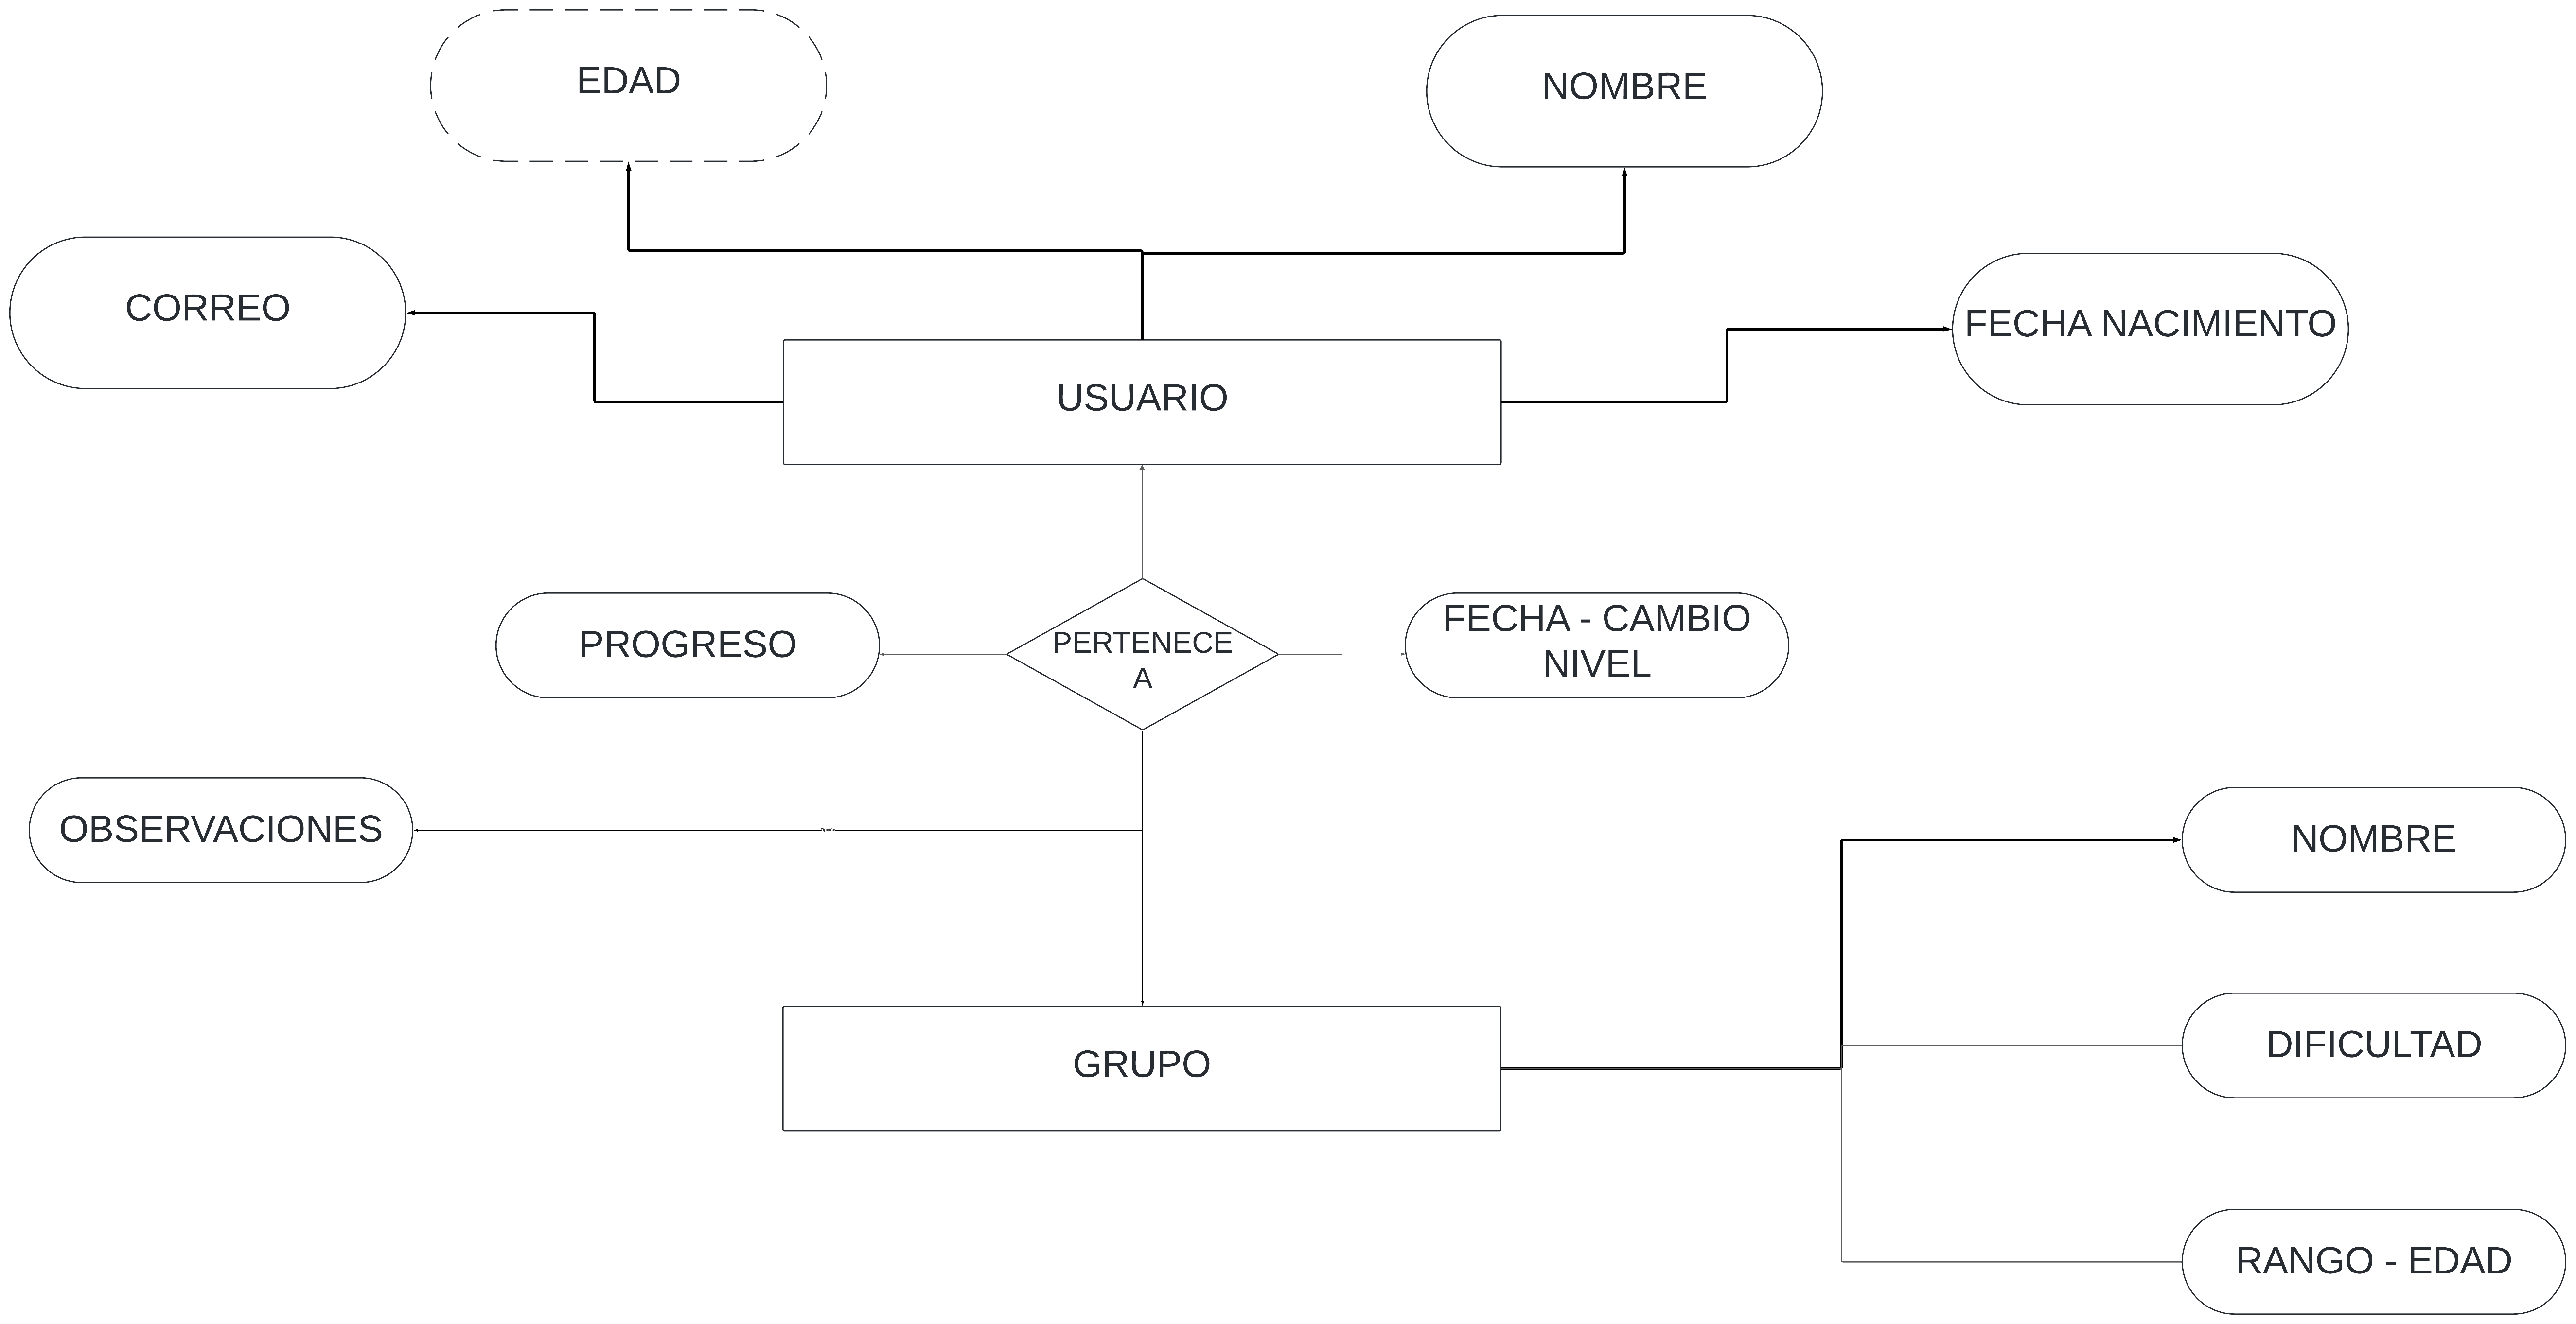 EDAD
NOMBRE
CORREO
FECHA NACIMIENTO
USUARIO
PROGRESO
PERTENECE
A
FECHA - CAMBIO
NIVEL
OBSERVACIONES
NOMBRE
DIFICULTAD
GRUPO
RANGO - EDAD